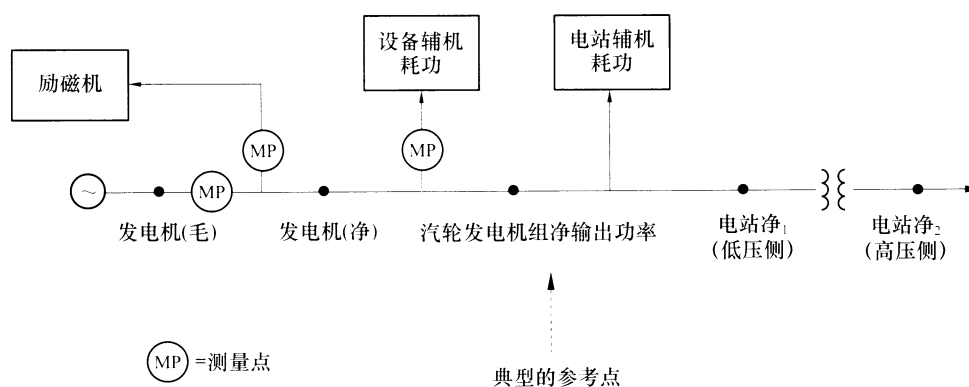 设备辅机
耗功
电站辅机
耗功
励磁机
MP
MP
~
MP
发电机(毛)
发电机(净)
汽轮发电机组净输出功率
电站净₁
(低压侧)
电站净₂
(高压侧)
MP =测量点
典型的参考点